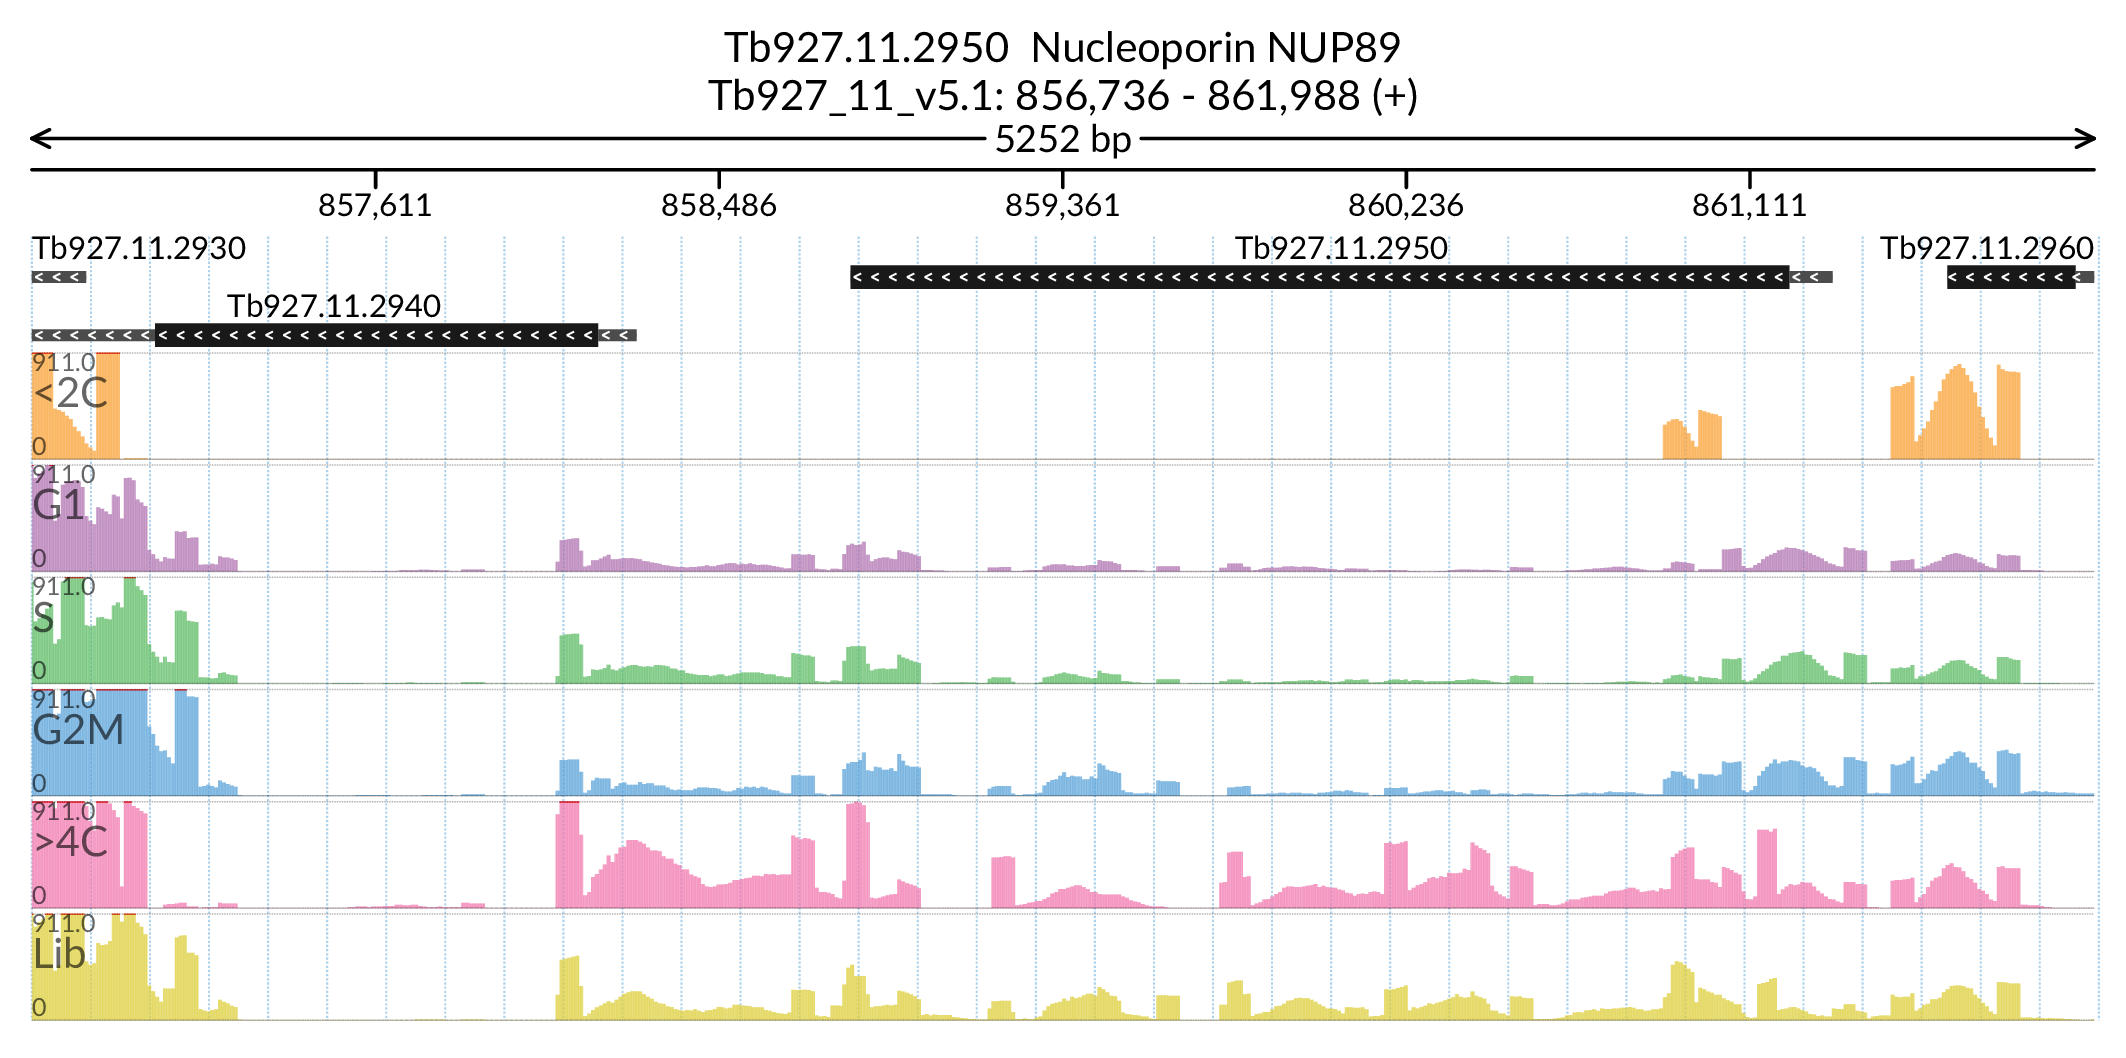 Tb927.11.2950  Nucleoporin NUP89
Tb927_11_v5.1: 856,736 - 861,988 (+)
5252 bp
857,611 858,486 859,361 860,236 861,111
Tb927.11.2930 Tb927.11.2950 Tb927.11.2960
Tb927.11.2940
911.0
<2C
0
911.0
G1
0
911.0
S
0
911.0
G2M
0
911.0
>4C
0
911.0
Lib
0